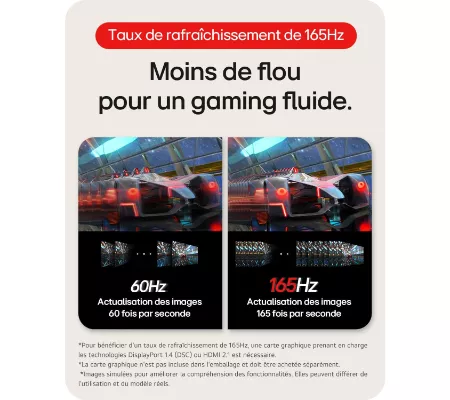 Taux de rafraîchissement de 165Hz
Moins de flou
pour un gaming fluide.
60Hz
Actualisation des images
60 fois par seconde
165Hz
Actualisation des images
165 fois par seconde
*Pour bénéficier d'un taux de rafraîchissement de 165Hz, une carte graphique prenant en charge
les technologies DisplayPort 1.4 (DSC) ou HDMI 2.1 est nécessaire.
*La carte graphique n'est pas incluse dans l'emballage et doit être achetée séparément.
*Images simulées pour améliorer la compréhension des fonctionnalités. Elles peuvent différer de
l'utilisation et du modèle réels.